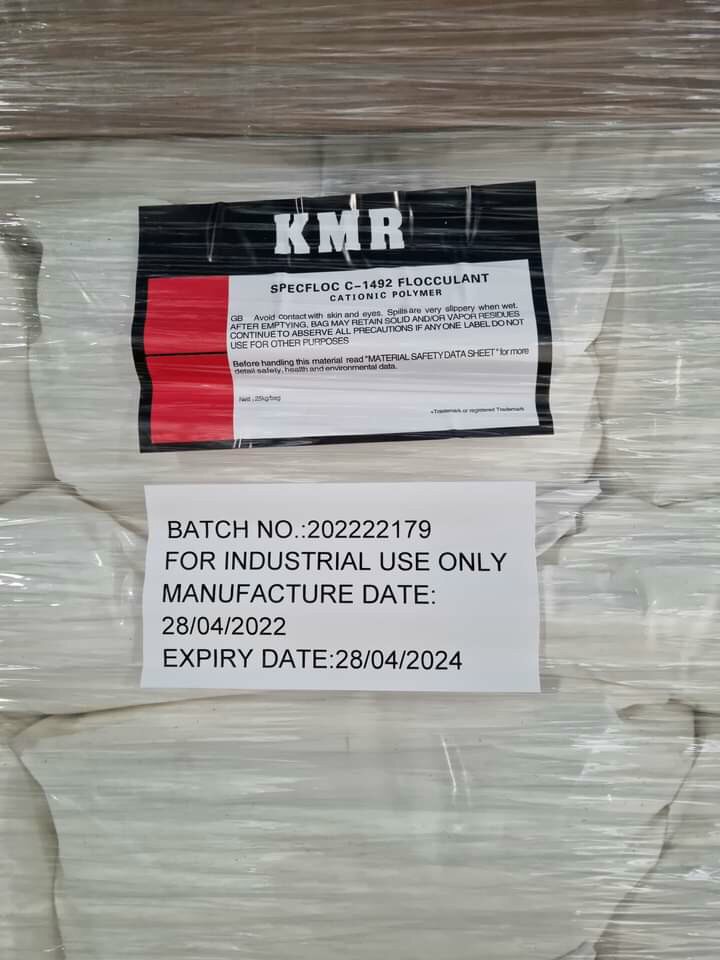 KMR
SPECFLOC C-1492 FLOCCULANT
CATIONIC POLYMER
GB Avoid contact with skin and eyes. Spills are very slippery when wet.
AFTER EMPTYING, BAG MAY RETAIN SOLID AND/OR VAPOR RESIDUES
CONTINUE TO ABSERVE ALL PRECAUTIONS IF ANY ONE LABEL DO NOT
USE FOR OTHER PURPOSES
Before handling this material read "MATERIAL SAFETY DATA SHEET" for more
detail safety, health and environmental data.
Net :25kg/bag
*Trademark or registered Trademark
BATCH NO.:202222179
FOR INDUSTRIAL USE ONLY
MANUFACTURE DATE:
28/04/2022
EXPIRY DATE:28/04/2024